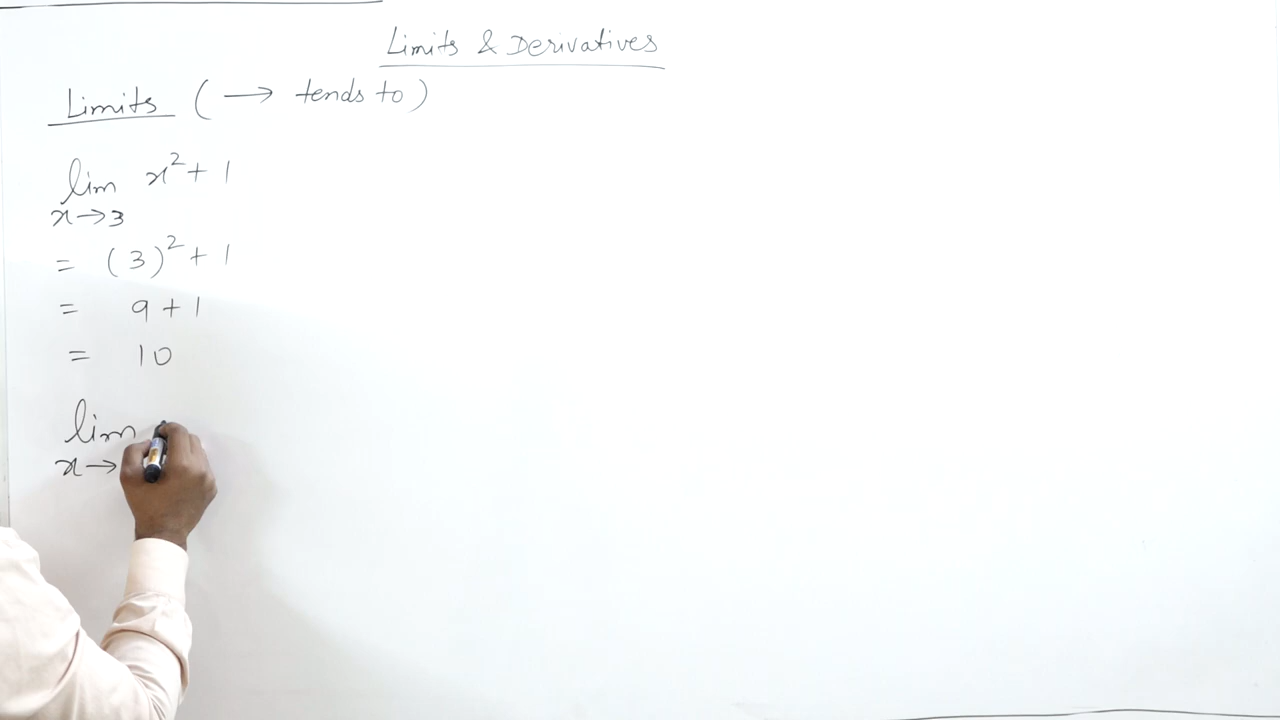 Limits & Derivatives
Limits ( → tends to )
lim x² + 1
x → 3
= (3)² + 1
= 9 + 1
= 10
lim
x →